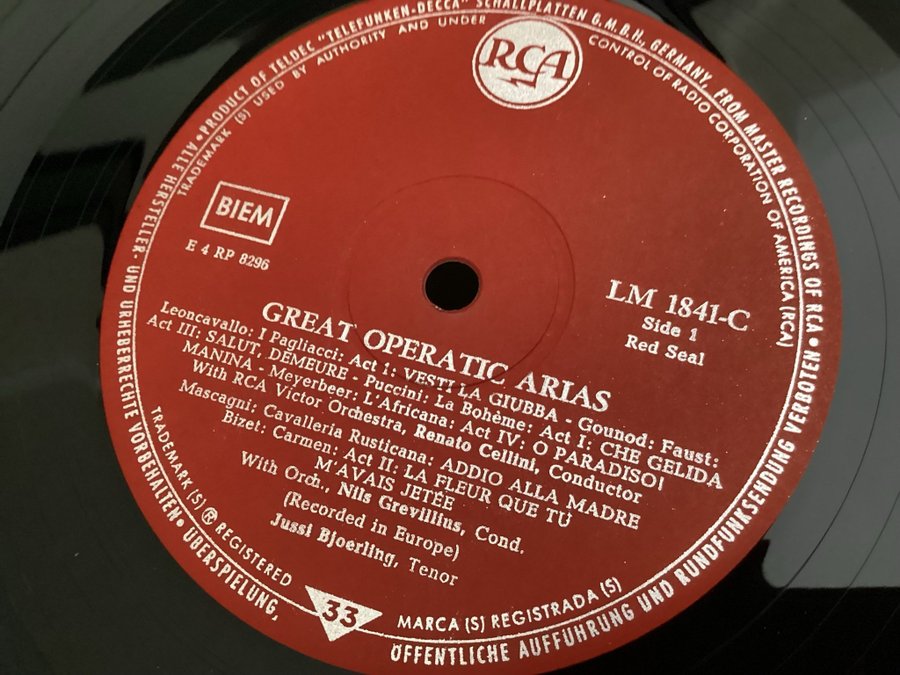 ALLE HERSTELLER- UND URHEBERRECHTE VORBEHALTEN • ÜBERSPIELUNG,
ÖFFENTLICHE AUFFÜHRUNG UND RUNDFUNKSENDUNG VERBOTEN •
PRODUCT OF TELDEC "TELEFUNKEN-DECCA" SCHALLPLATTEN G.M.B.H., GERMANY, FROM MASTER RECORDINGS OF RCA •
TRADEMARK (S) USED BY AUTHORITY AND UNDER
CONTROL OF RADIO CORPORATION OF AMERICA (RCA)
RCA
BIEM
E 4 RP 8296
LM 1841-C
Side 1
Red Seal
GREAT OPERATIC ARIAS
Leoncavallo: I Pagliacci: Act 1: VESTI LA GIUBBA - Gounod: Faust:
Act III: SALUT, DEMEURE - Puccini: La Bohème: Act I: CHE GELIDA
MANINA - Meyerbeer: L'Africana: Act IV: O PARADISO!
With RCA Victor Orchestra, Renato Cellini, Conductor
Mascagni: Cavalleria Rusticana: ADDIO ALLA MADRE
Bizet: Carmen: Act II: LA FLEUR QUE TU
M'AVAIS JETÉE
With Orch., Nils Grevillius, Cond.
(Recorded in Europe)
Jussi Bjoerling, Tenor
TRADEMARK (S) ® REGISTERED
33
MARCA (S) REGISTRADA (S)